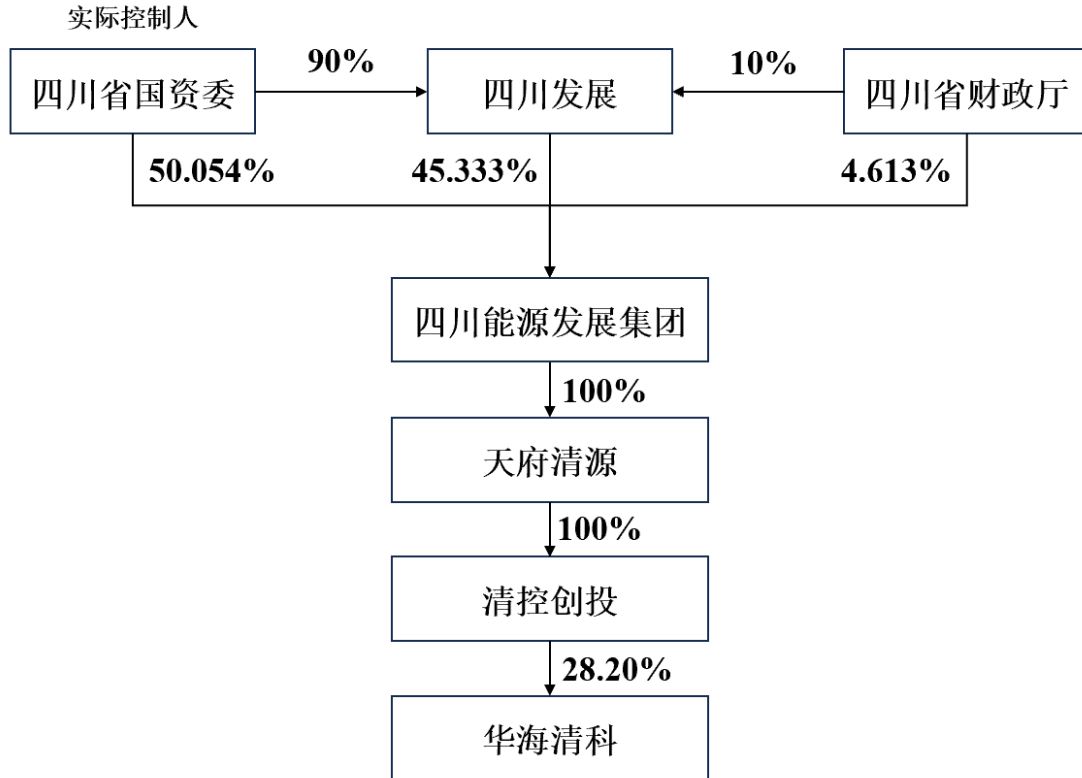 实际控制人
90%
10%
四川省国资委
四川发展
四川省财政厅
50.054%
45.333%
4.613%
四川能源发展集团
100%
天府清源
100%
清控创投
28.20%
华海清科